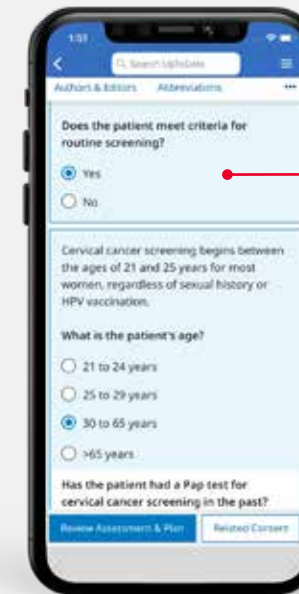 1:51
Search UpToDate
Authors & Editors Abbreviations ...
Does the patient meet criteria for
routine screening?
Yes
No
Cervical cancer screening begins between
the ages of 21 and 25 years for most
women, regardless of sexual history or
HPV vaccination.
What is the patient's age?
21 to 24 years
25 to 29 years
30 to 65 years
>65 years
Has the patient had a Pap test for
cervical cancer screening in the past?
Review Assessment & Plan Related Content